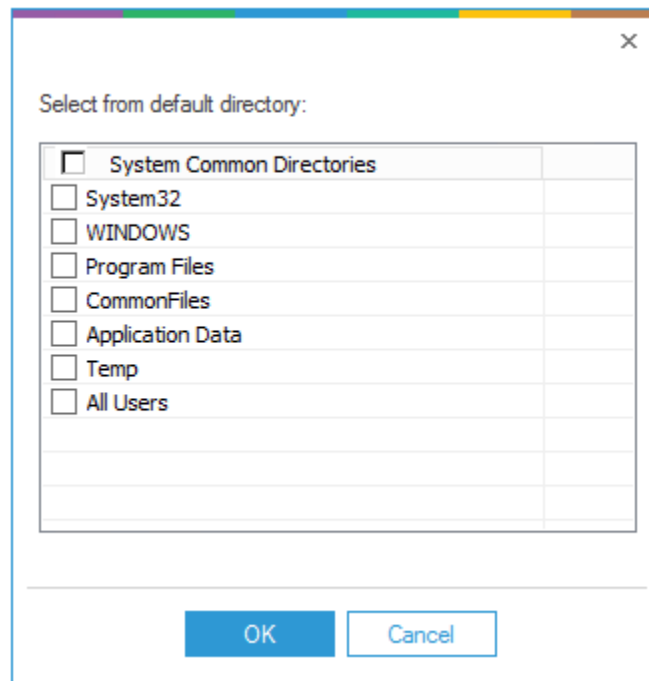 Select from default directory:
System Common Directories
System32
WINDOWS
Program Files
CommonFiles
Application Data
Temp
All Users
OK Cancel